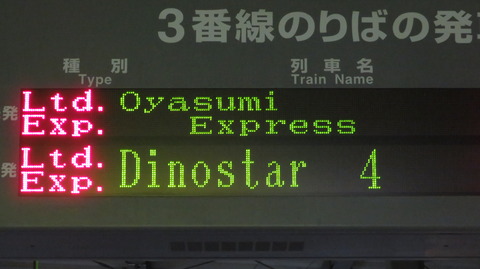 3番線のりばの発
種別 列車名
Type Train Name
発 Ltd. Exp. Oyasumi Express
発 Ltd. Exp. Dinostar 4